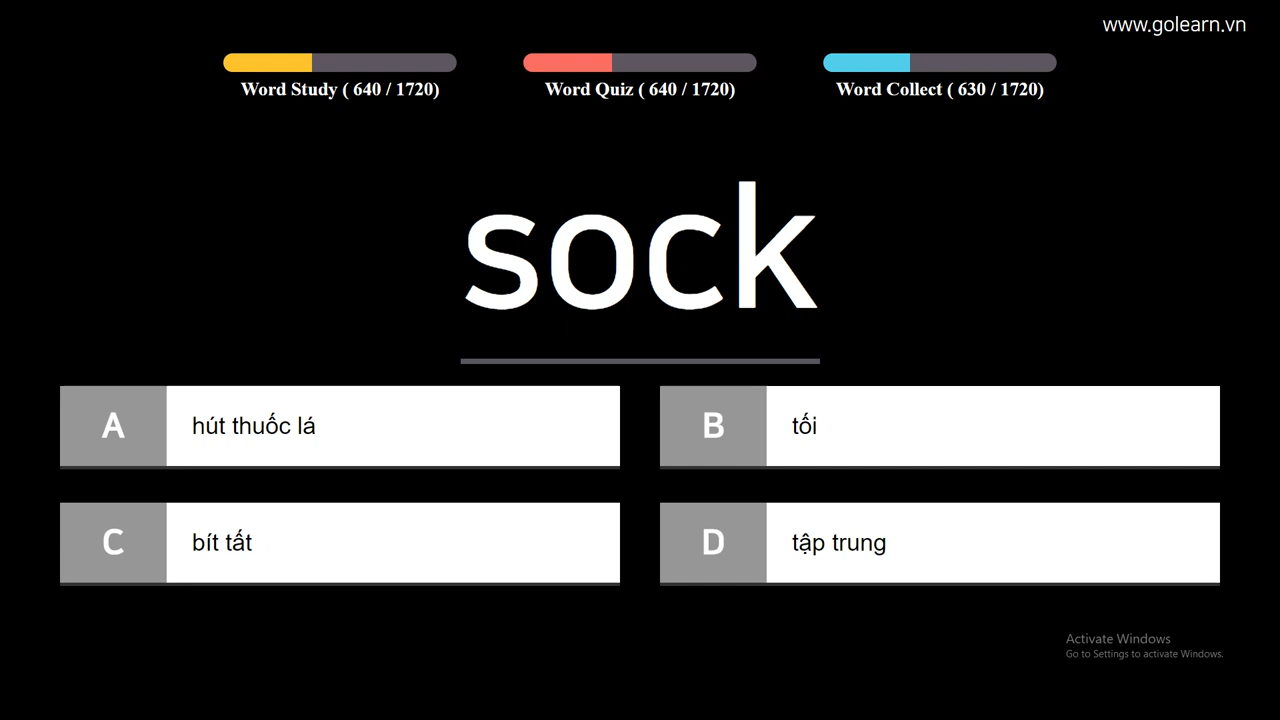 www.golearn.vn
Word Study ( 640 / 1720)
Word Quiz ( 640 / 1720)
Word Collect ( 630 / 1720)
sock
A hút thuốc lá
B tối
C bít tất
D tập trung
Activate Windows
Go to Settings to activate Windows.